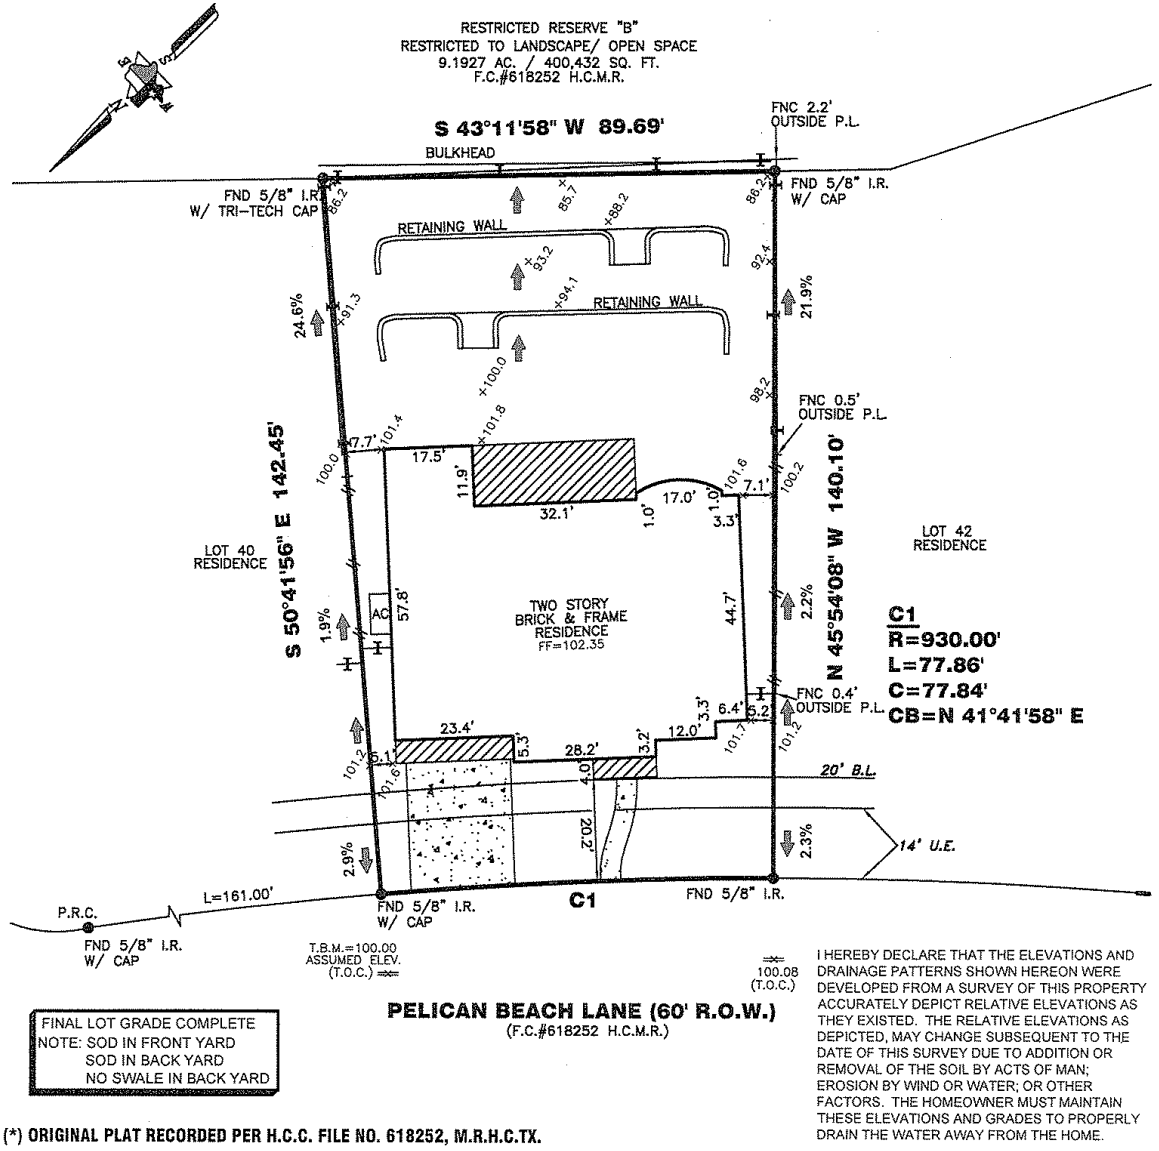 RESTRICTED RESERVE "B"
RESTRICTED TO LANDSCAPE/ OPEN SPACE
9.1927 AC. / 400,432 SQ. FT.
F.C.#618252 H.C.M.R.
N
S
E
W
FNC 2.2'
OUTSIDE P.L.
S 43°11'58" W 89.69'
BULKHEAD
FND 5/8" I.R.
W/ TRI-TECH CAP
86.2
85.7
88.2
86.2
FND 5/8" I.R.
W/ CAP
RETAINING WALL
93.2
92.4
24.6%
91.3
94.1
RETAINING WALL
21.9%
100.0
98.2
FNC 0.5'
OUTSIDE P.L.
101.8
101.4
7.7'
17.5'
100.0
11.9'
32.1'
1.0'
17.0'
1.0'
3.3'
101.6
7.1'
100.2
S 50°41'56" E 142.45'
N 45°54'08" W 140.10'
LOT 40
RESIDENCE
LOT 42
RESIDENCE
AC
57.8'
TWO STORY
BRICK & FRAME
RESIDENCE
FF=102.35
44.7'
1.9%
2.2%
C1
R=930.00'
L=77.86'
C=77.84'
CB=N 41°41'58" E
FNC 0.4'
OUTSIDE P.L.
3.3'
6.4'
5.2'
101.7
101.2
23.4'
5.3'
28.2'
3.2'
12.0'
101.2
5.1'
101.6
4.0'
20' B.L.
20.2'
2.9%
2.3%
14' U.E.
L=161.00'
P.R.C.
FND 5/8" I.R.
W/ CAP
FND 5/8" I.R.
W/ CAP
C1
FND 5/8" I.R.
T.B.M.=100.00
ASSUMED ELEV.
(T.O.C.)
100.08
(T.O.C.)
PELICAN BEACH LANE (60' R.O.W.)
(F.C.#618252 H.C.M.R.)
I HEREBY DECLARE THAT THE ELEVATIONS AND
DRAINAGE PATTERNS SHOWN HEREON WERE
DEVELOPED FROM A SURVEY OF THIS PROPERTY
ACCURATELY DEPICT RELATIVE ELEVATIONS AS
THEY EXISTED. THE RELATIVE ELEVATIONS AS
DEPICTED, MAY CHANGE SUBSEQUENT TO THE
DATE OF THIS SURVEY DUE TO ADDITION OR
REMOVAL OF THE SOIL BY ACTS OF MAN;
EROSION BY WIND OR WATER; OR OTHER
FACTORS. THE HOMEOWNER MUST MAINTAIN
THESE ELEVATIONS AND GRADES TO PROPERLY
DRAIN THE WATER AWAY FROM THE HOME.
FINAL LOT GRADE COMPLETE
NOTE: SOD IN FRONT YARD
SOD IN BACK YARD
NO SWALE IN BACK YARD
(*) ORIGINAL PLAT RECORDED PER H.C.C. FILE NO. 618252, M.R.H.C.TX.